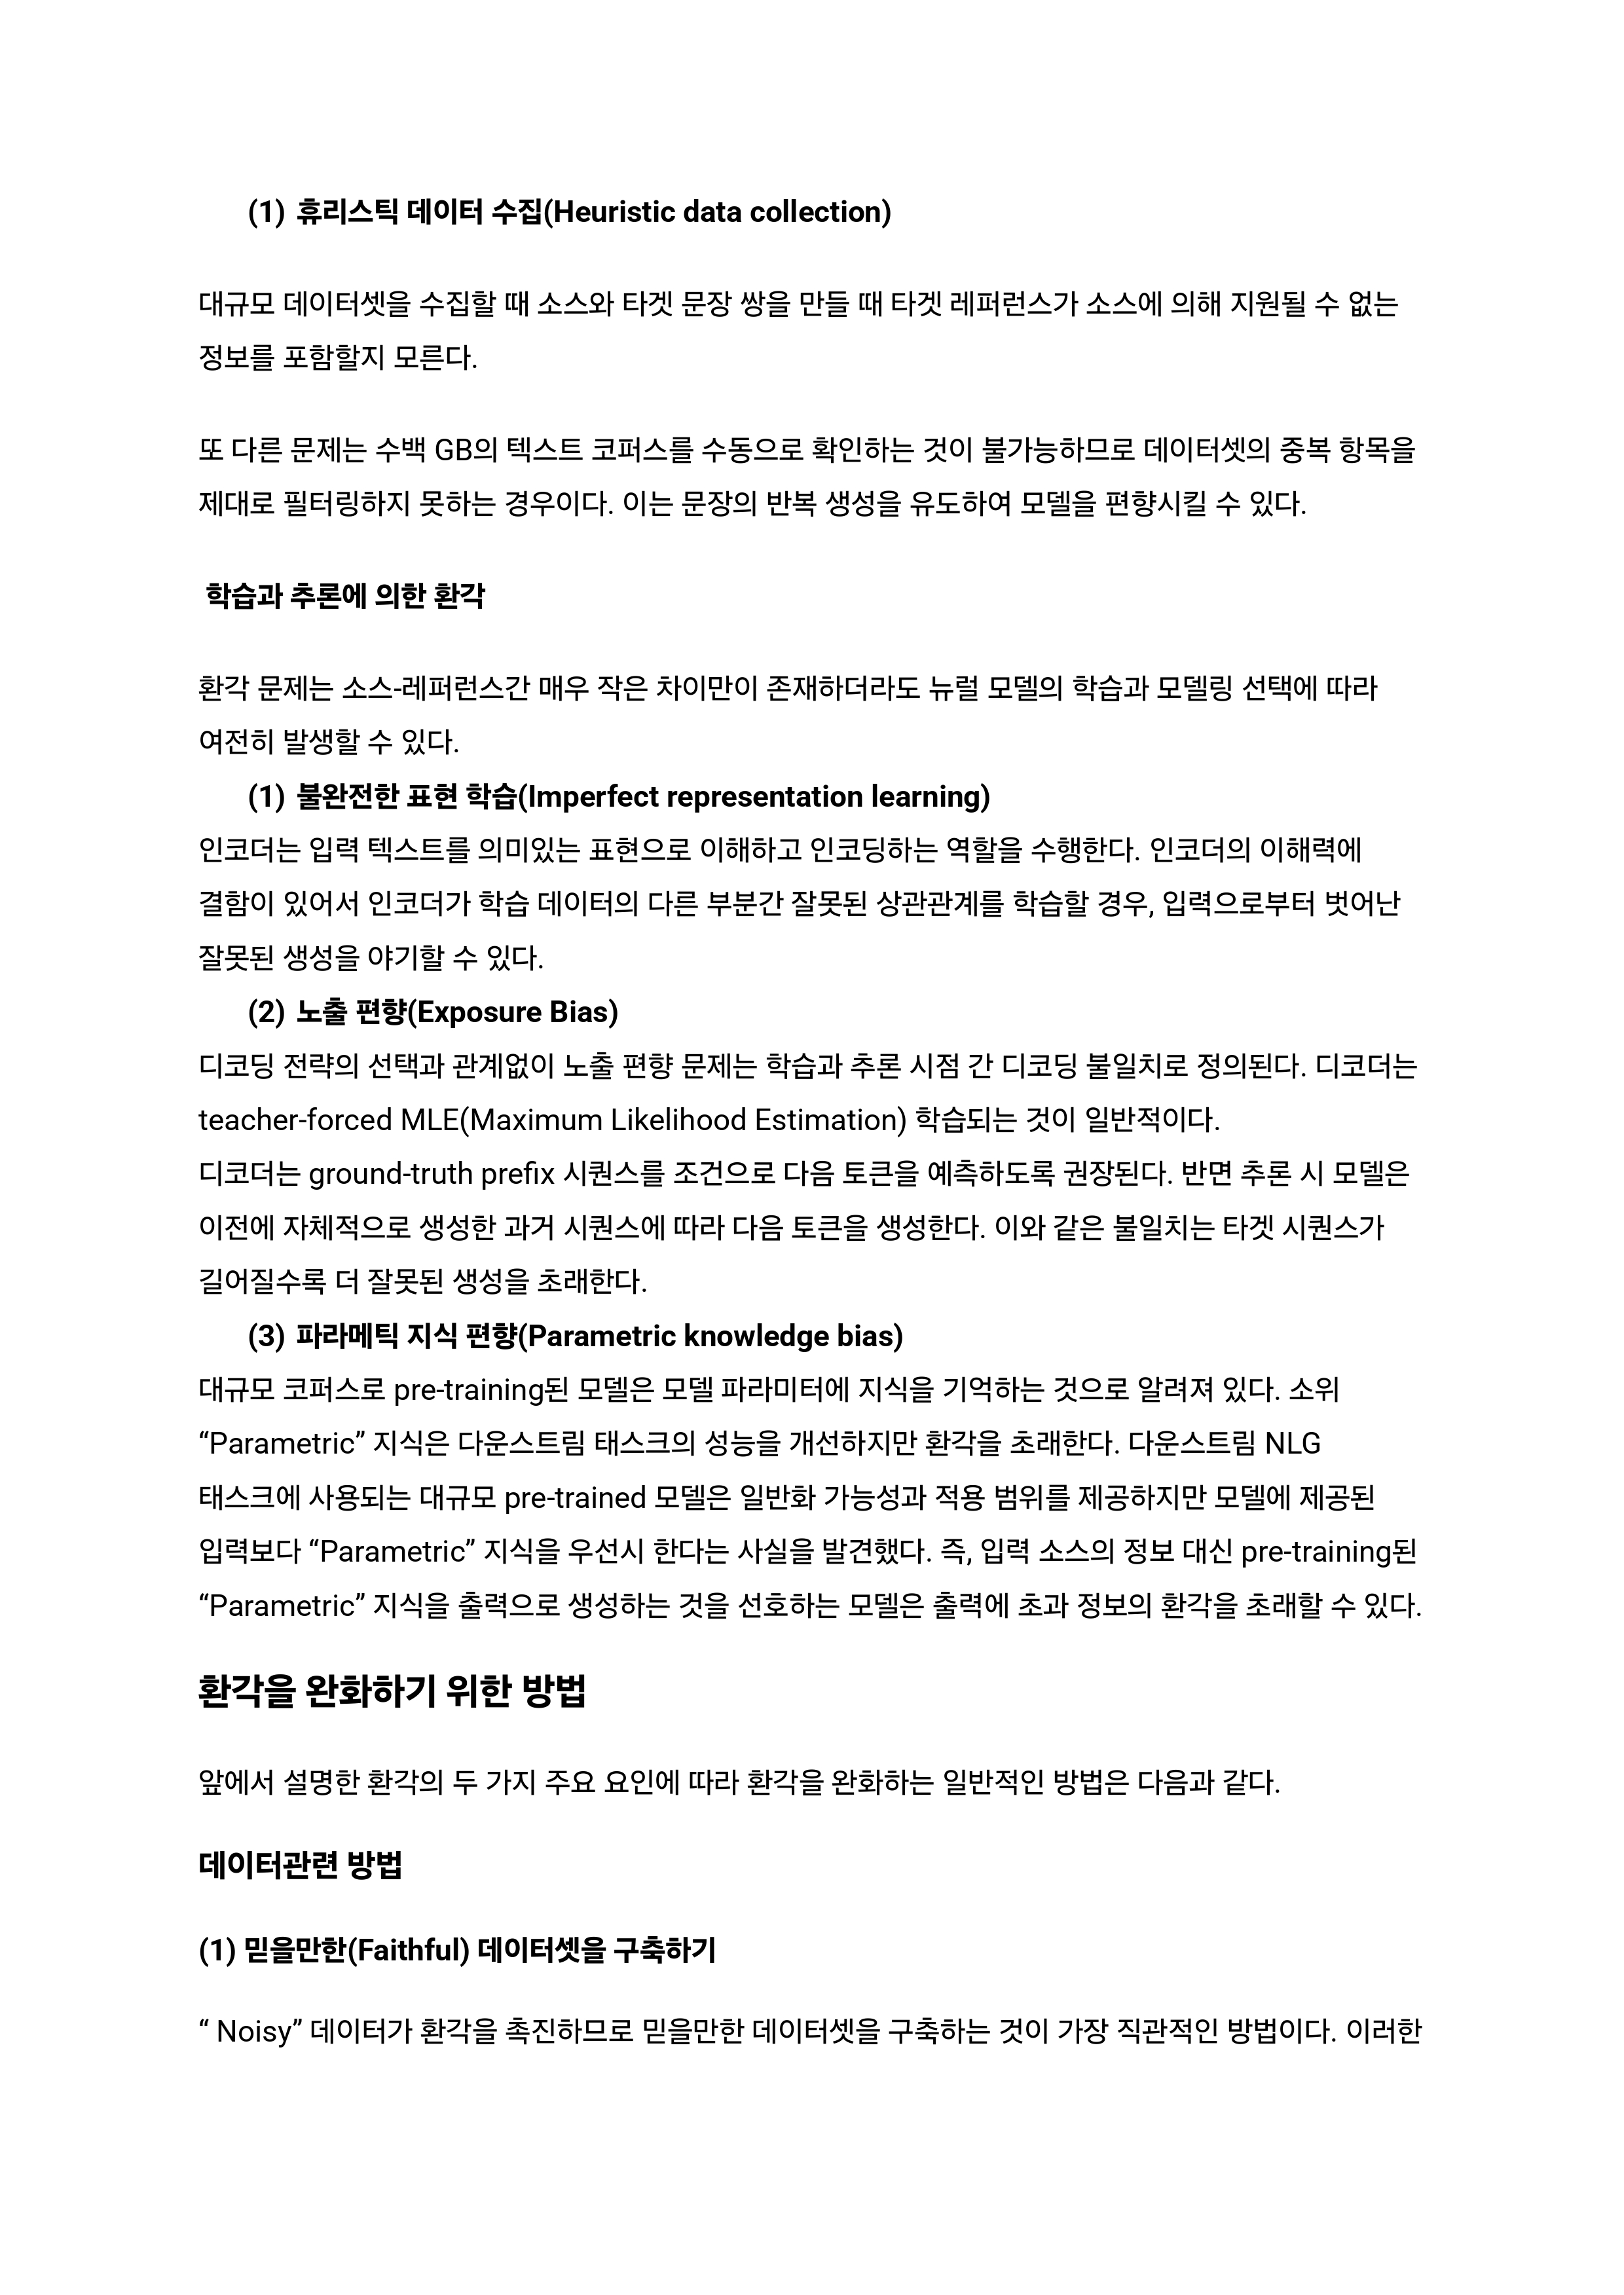 (1) 휴리스틱 데이터 수집(Heuristic data collection)
대규모 데이터셋을 수집할 때 소스와 타겟 문장 쌍을 만들 때 타겟 레퍼런스가 소스에 의해 지원될 수 없는
정보를 포함할지 모른다.
또 다른 문제는 수백 GB의 텍스트 코퍼스를 수동으로 확인하는 것이 불가능하므로 데이터셋의 중복 항목을
제대로 필터링하지 못하는 경우이다. 이는 문장의 반복 생성을 유도하여 모델을 편향시킬 수 있다.
학습과 추론에 의한 환각
환각 문제는 소스-레퍼런스간 매우 작은 차이만이 존재하더라도 뉴럴 모델의 학습과 모델링 선택에 따라
여전히 발생할 수 있다.
(1) 불완전한 표현 학습(Imperfect representation learning)
인코더는 입력 텍스트를 의미있는 표현으로 이해하고 인코딩하는 역할을 수행한다. 인코더의 이해력에
결함이 있어서 인코더가 학습 데이터의 다른 부분간 잘못된 상관관계를 학습할 경우, 입력으로부터 벗어난
잘못된 생성을 야기할 수 있다.
(2) 노출 편향(Exposure Bias)
디코딩 전략의 선택과 관계없이 노출 편향 문제는 학습과 추론 시점 간 디코딩 불일치로 정의된다. 디코더는
teacher-forced MLE(Maximum Likelihood Estimation) 학습되는 것이 일반적이다.
디코더는 ground-truth prefix 시퀀스를 조건으로 다음 토큰을 예측하도록 권장된다. 반면 추론 시 모델은
이전에 자체적으로 생성한 과거 시퀀스에 따라 다음 토큰을 생성한다. 이와 같은 불일치는 타겟 시퀀스가
길어질수록 더 잘못된 생성을 초래한다.
(3) 파라메틱 지식 편향(Parametric knowledge bias)
대규모 코퍼스로 pre-training된 모델은 모델 파라미터에 지식을 기억하는 것으로 알려져 있다. 소위
“Parametric” 지식은 다운스트림 태스크의 성능을 개선하지만 환각을 초래한다. 다운스트림 NLG
태스크에 사용되는 대규모 pre-trained 모델은 일반화 가능성과 적용 범위를 제공하지만 모델에 제공된
입력보다 “Parametric” 지식을 우선시 한다는 사실을 발견했다. 즉, 입력 소스의 정보 대신 pre-training된
“Parametric” 지식을 출력으로 생성하는 것을 선호하는 모델은 출력에 초과 정보의 환각을 초래할 수 있다.
환각을 완화하기 위한 방법
앞에서 설명한 환각의 두 가지 주요 요인에 따라 환각을 완화하는 일반적인 방법은 다음과 같다.
데이터관련 방법
(1) 믿을만한(Faithful) 데이터셋을 구축하기
“ Noisy” 데이터가 환각을 촉진하므로 믿을만한 데이터셋을 구축하는 것이 가장 직관적인 방법이다. 이러한